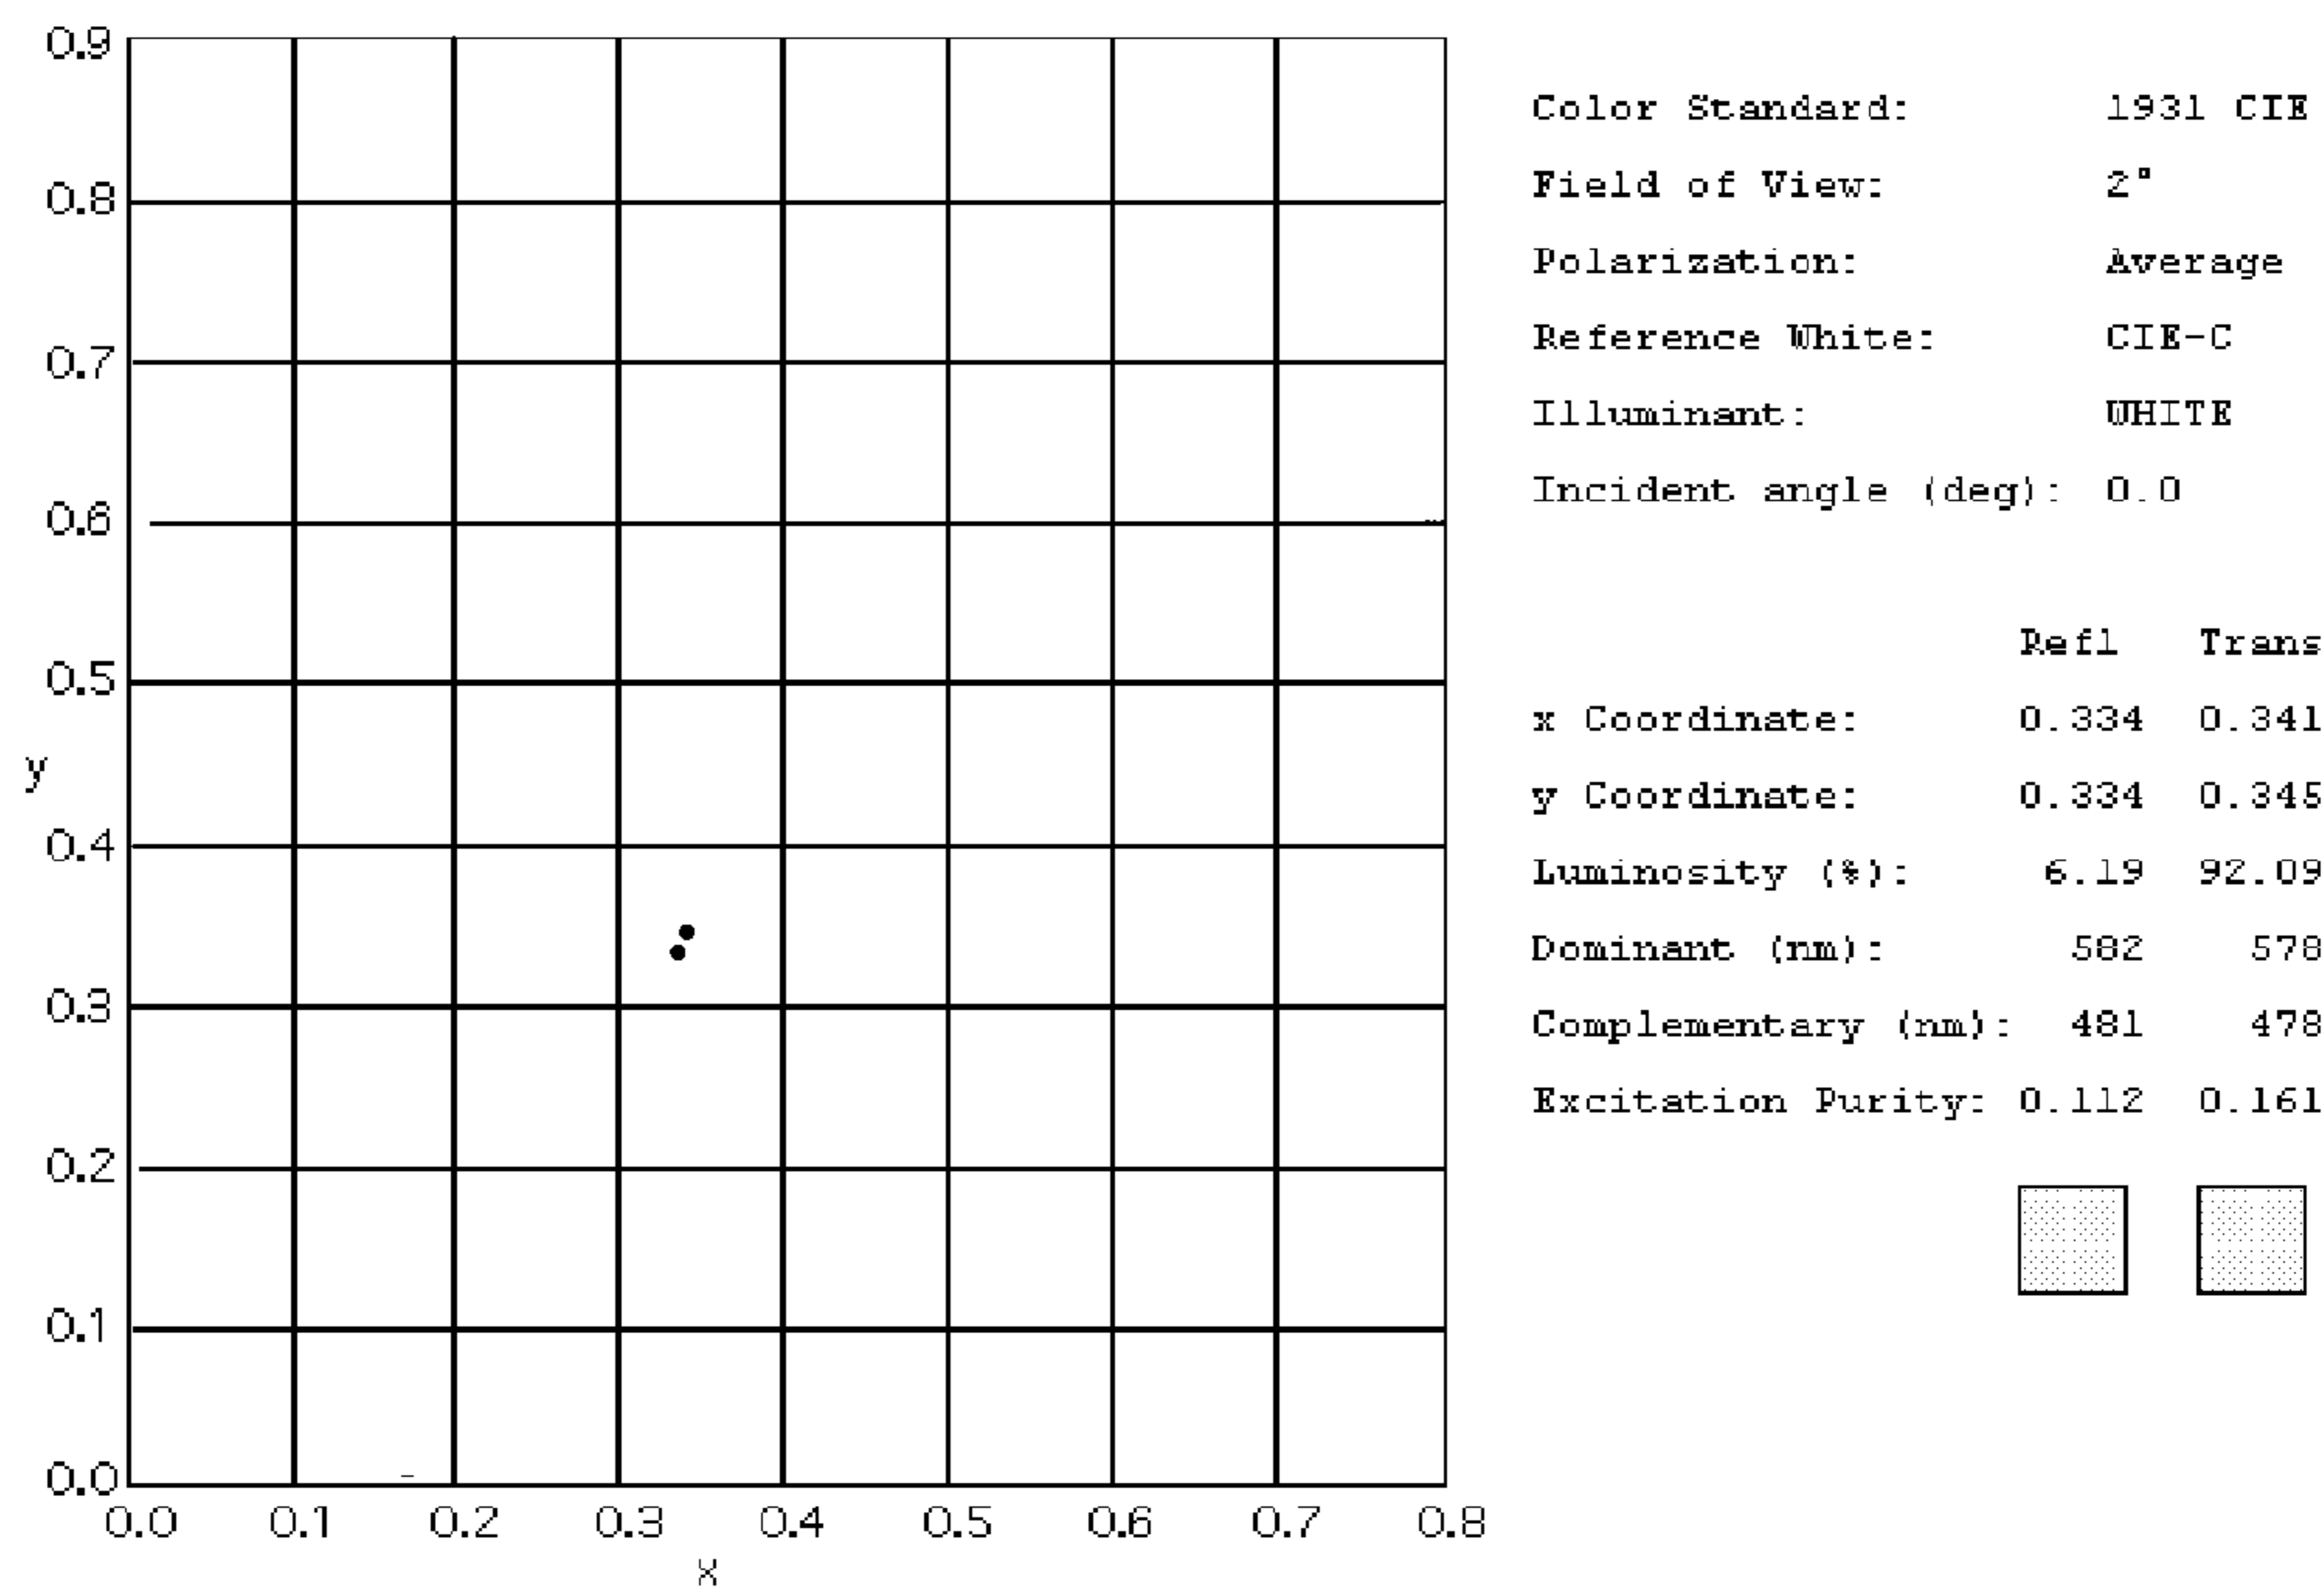 0.9
0.8
0.7
0.6
0.5
y
0.4
0.3
0.2
0.1
0.0
0.0 0.1 0.2 0.3 0.4 0.5 0.6 0.7 0.8
x
Color Standard: 1931 CIE
Field of View: 2°
Polarization: Average
Reference White: CIE-C
Illuminant: WHITE
Incident angle (deg): 0.0
Refl Trans
x Coordinate: 0.334 0.341
y Coordinate: 0.334 0.345
Luminosity (%): 6.19 92.09
Dominant (nm): 582 578
Complementary (nm): 481 478
Excitation Purity: 0.112 0.161